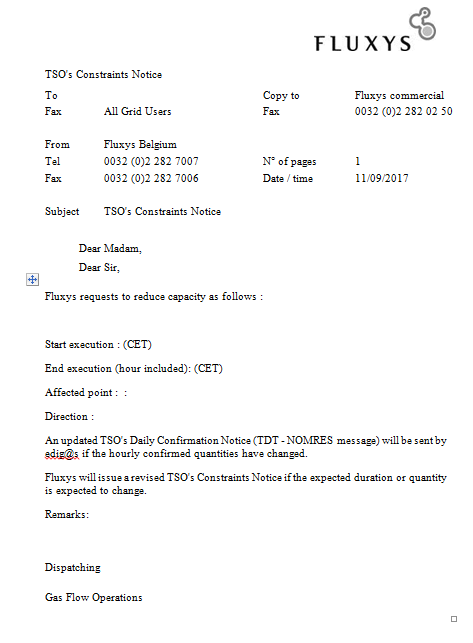 FLUXYS
TSO's Constraints Notice
To Copy to Fluxys commercial
Fax All Grid Users Fax 0032 (0)2 282 02 50
From Fluxys Belgium
Tel 0032 (0)2 282 7007 N° of pages 1
Fax 0032 (0)2 282 7006 Date / time 11/09/2017
Subject TSO's Constraints Notice
Dear Madam,
Dear Sir,
Fluxys requests to reduce capacity as follows :
Start execution : (CET)
End execution (hour included): (CET)
Affected point : :
Direction :
An updated TSO's Daily Confirmation Notice (TDT - NOMRES message) will be sent by
edig@s if the hourly confirmed quantities have changed.
Fluxys will issue a revised TSO's Constraints Notice if the expected duration or quantity
is expected to change.
Remarks:
Dispatching
Gas Flow Operations